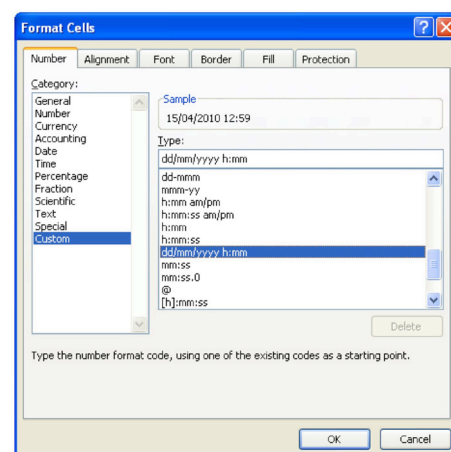 Format Cells
Number Alignment Font Border Fill Protection
Category:
General
Number
Currency
Accounting
Date
Time
Percentage
Fraction
Scientific
Text
Special
Custom
Sample
15/04/2010 12:59
Type:
dd/mm/yyyy h:mm
dd-mmm
mmm-yy
h:mm am/pm
h:mm:ss am/pm
h:mm
h:mm:ss
dd/mm/yyyy h:mm
mm:ss
mm:ss.0
@
[h]:mm:ss
Delete
Type the number format code, using one of the existing codes as a starting point.
OK Cancel